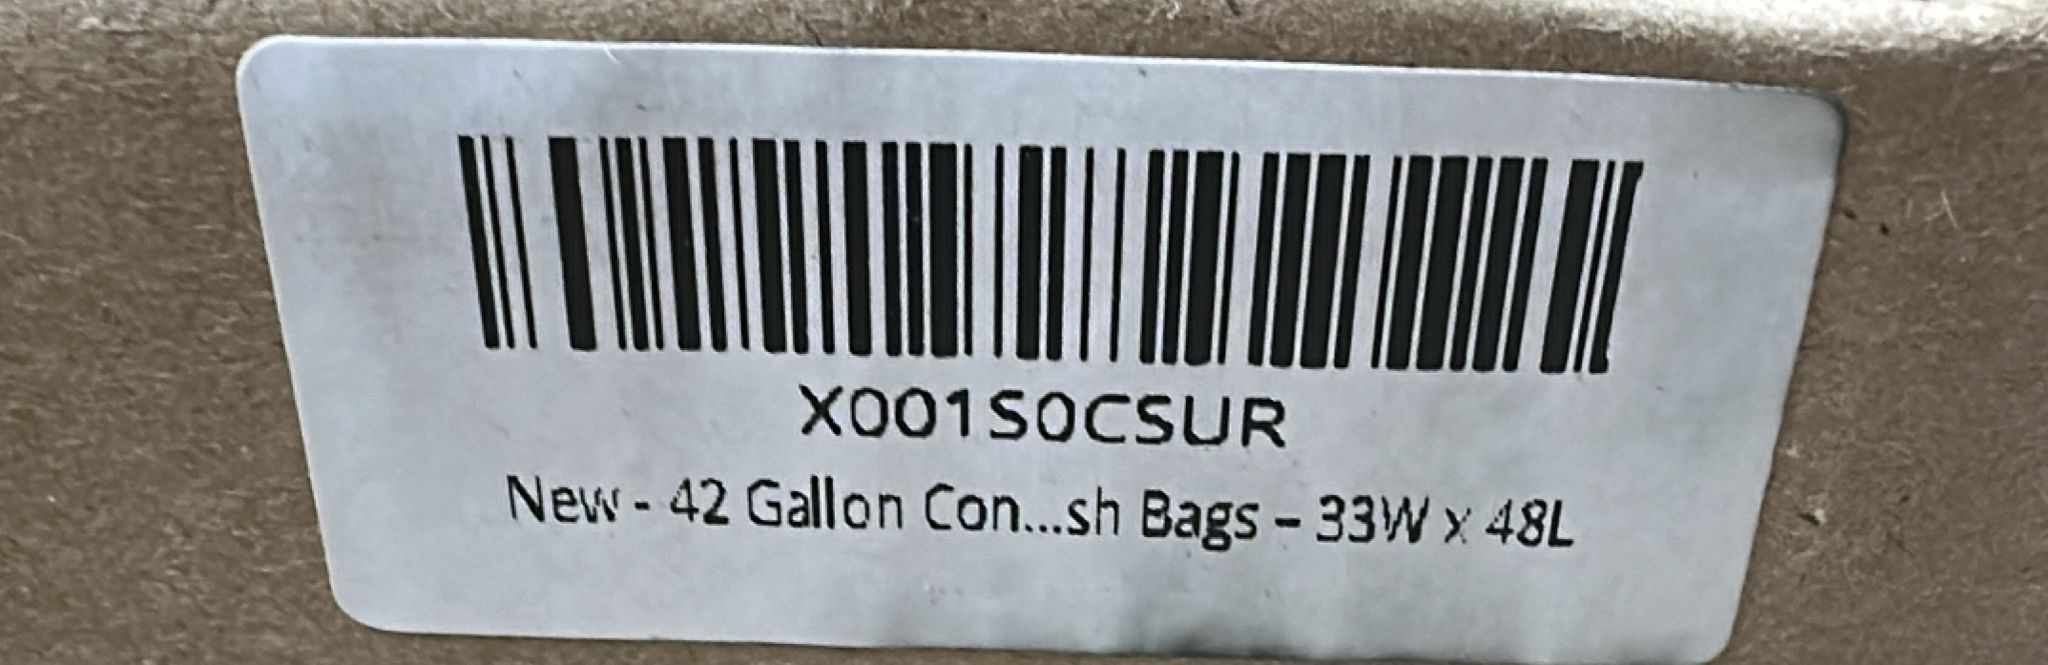 X001S0CSUR
New - 42 Gallon Con...sh Bags – 33W x 48L